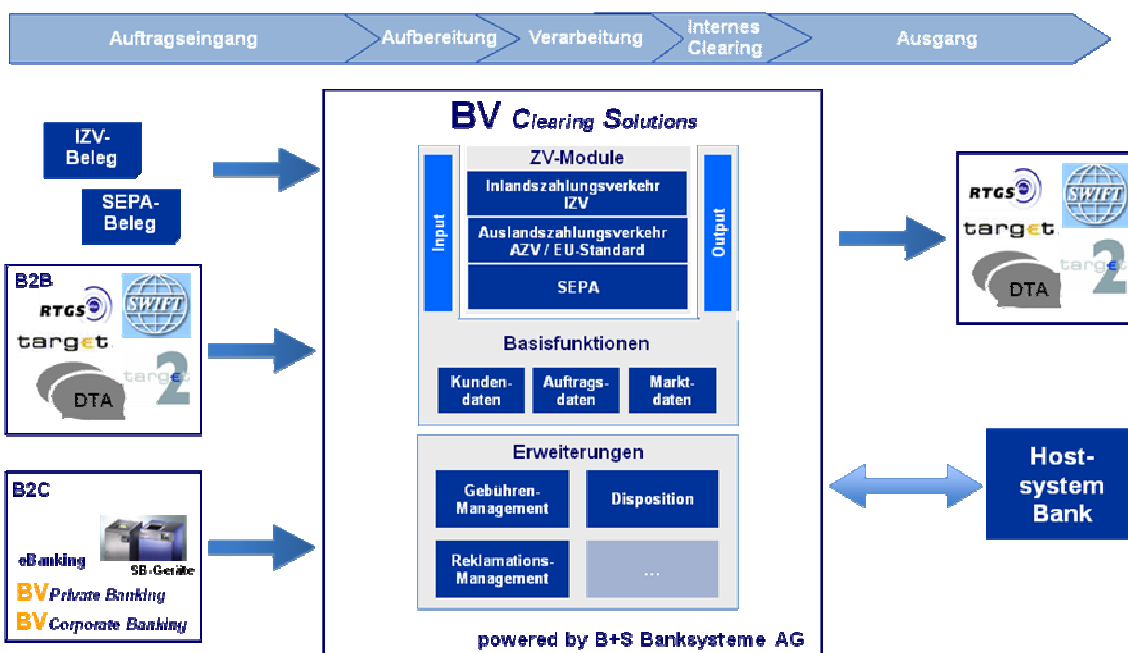 Auftragseingang
Aufbereitung
Verarbeitung
Internes
Clearing
Ausgang
IZV-
Beleg
SEPA-
Beleg
B2B
RTGS
SWIFT
target
DTA
target
2
B2C
eBanking
SB-Geräte
BV Private Banking
BV Corporate Banking
BV Clearing Solutions
ZV-Module
Input
Inlandszahlungsverkehr
IZV
Auslandszahlungsverkehr
AZV / EU-Standard
SEPA
Output
Basisfunktionen
Kunden-
daten
Auftrags-
daten
Markt-
daten
Erweiterungen
Gebühren-
Management
Disposition
Reklamations-
Management
...
powered by B+S Banksysteme AG
RTGS
SWIFT
target
DTA
target
2
Host-
system
Bank